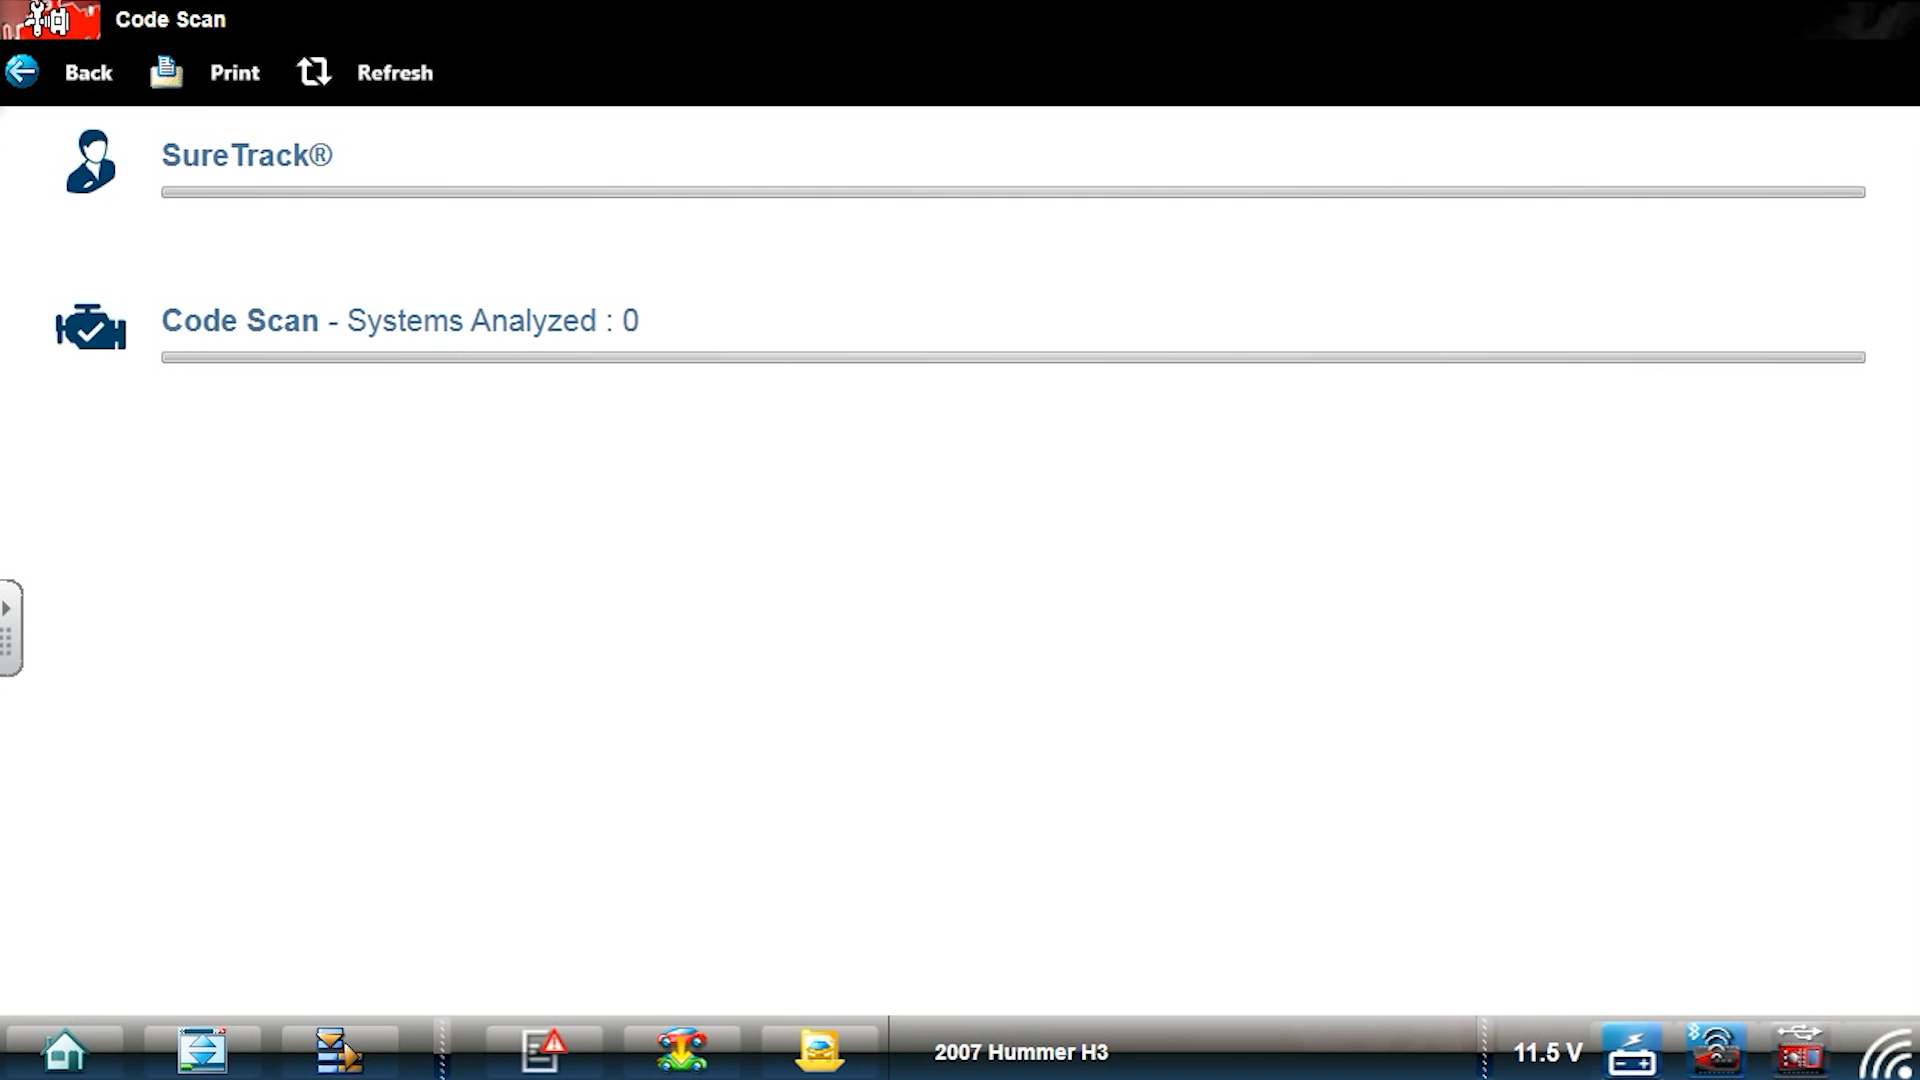 Code Scan
Back Print Refresh
SureTrack®
Code Scan - Systems Analyzed : 0
2007 Hummer H3
11.5 V